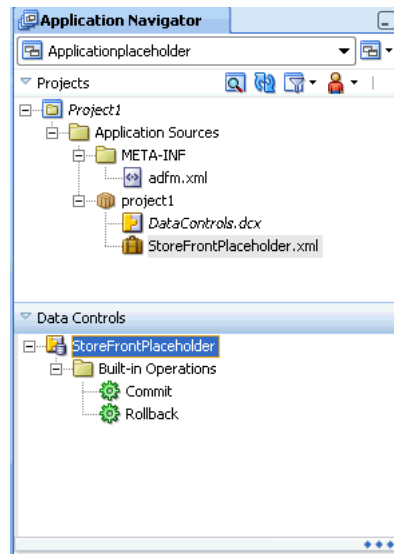 Application Navigator
Applicationplaceholder
Projects
Project1
Application Sources
META-INF
adfm.xml
project1
DataControls.dcx
StoreFrontPlaceholder.xml
Data Controls
StoreFrontPlaceholder
Built-in Operations
Commit
Rollback